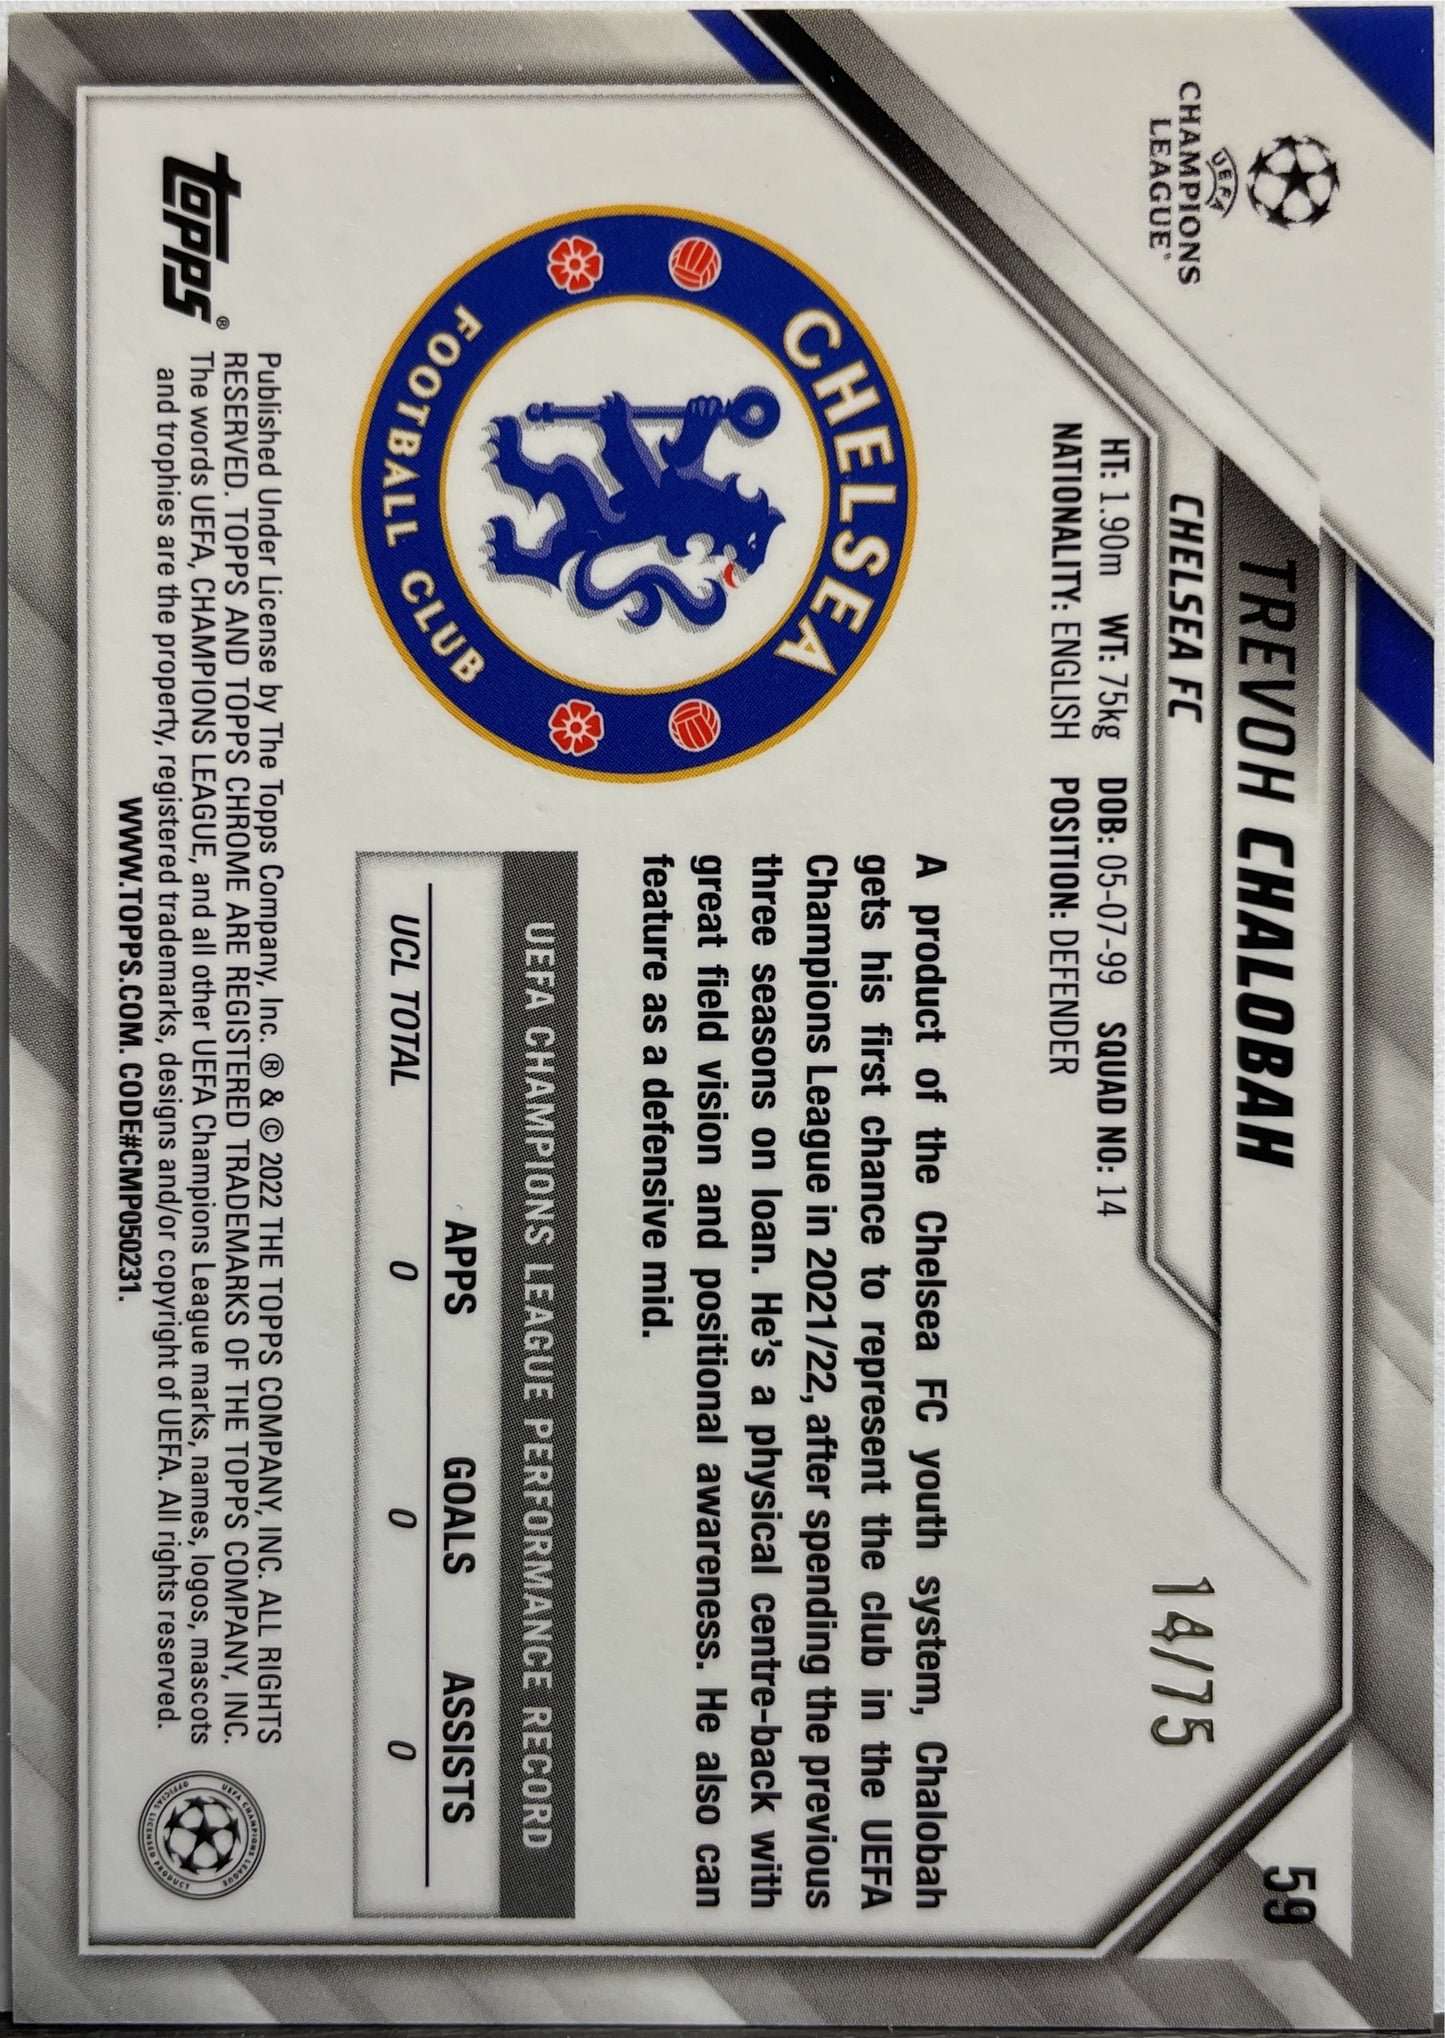 UEFA
CHAMPIONS
LEAGUE
TREVOH CHALOBAH
59
CHELSEA FC
14/75
HT: 1.90m WT: 75kg DOB: 05-07-99 SQUAD NO: 14
NATIONALITY: ENGLISH POSITION: DEFENDER
CHELSEA
FOOTBALL CLUB
A product of the Chelsea FC youth system, Chalobah
gets his first chance to represent the club in the UEFA
Champions League in 2021/22, after spending the previous
three seasons on loan. He's a physical centre-back with
great field vision and positional awareness. He also can
feature as a defensive mid.
UEFA CHAMPIONS LEAGUE PERFORMANCE RECORD
APPS GOALS ASSISTS
UCL TOTAL 0 0 0
topps®
Published Under License by The Topps Company, Inc. ® & © 2022 THE TOPPS COMPANY, INC. ALL RIGHTS
RESERVED. TOPPS AND TOPPS CHROME ARE REGISTERED TRADEMARKS OF THE TOPPS COMPANY, INC.
The words UEFA, CHAMPIONS LEAGUE, and all other UEFA Champions League marks, names, logos, mascots
and trophies are the property, registered trademarks, designs and/or copyright of UEFA. All rights reserved.
WWW.TOPPS.COM. CODE#CMP050231.
UEFA CHAMPIONS LEAGUE
OFFICIAL LICENSED PRODUCT